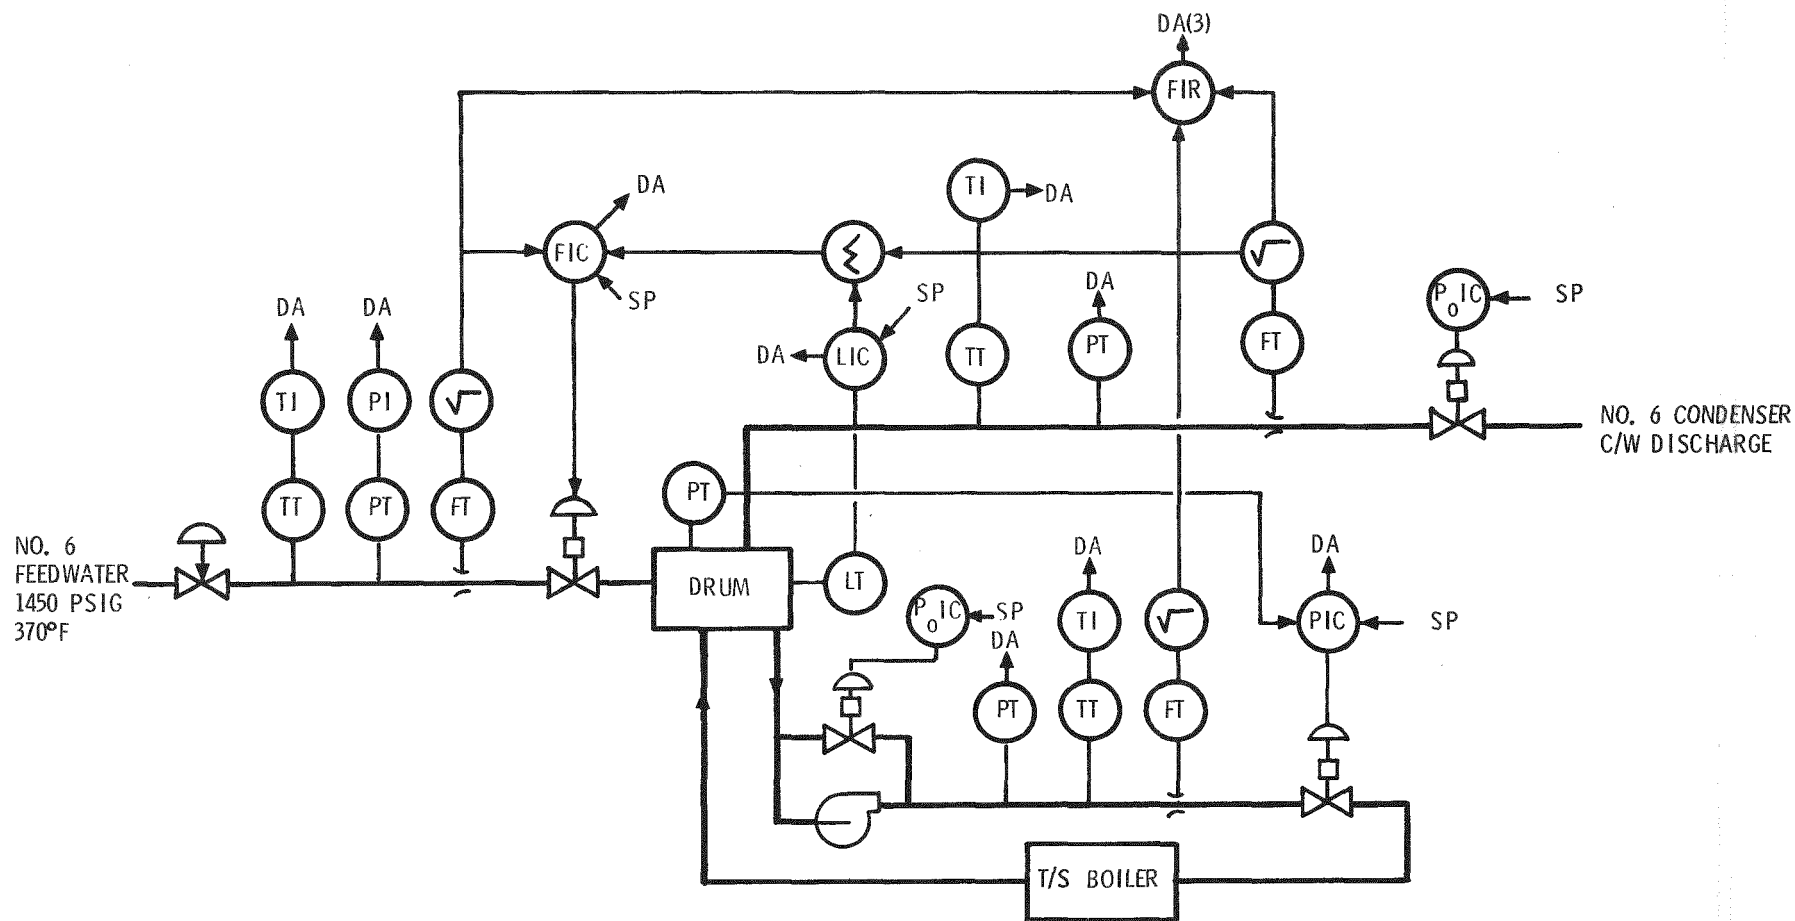 DA(3)
FIR
TI
DA
DA
FIC
SP
DA
SP
P₀IC
SP
DA
DA
LIC
DA
TT
PT
FT
TI
PI
NO. 6 CONDENSER
C/W DISCHARGE
TT
PT
FT
PT
NO. 6
FEEDWATER
1450 PSIG
370°F
DRUM
LT
P₀IC
SP
DA
DA
TI
DA
PIC
SP
PT
TT
FT
T/S BOILER